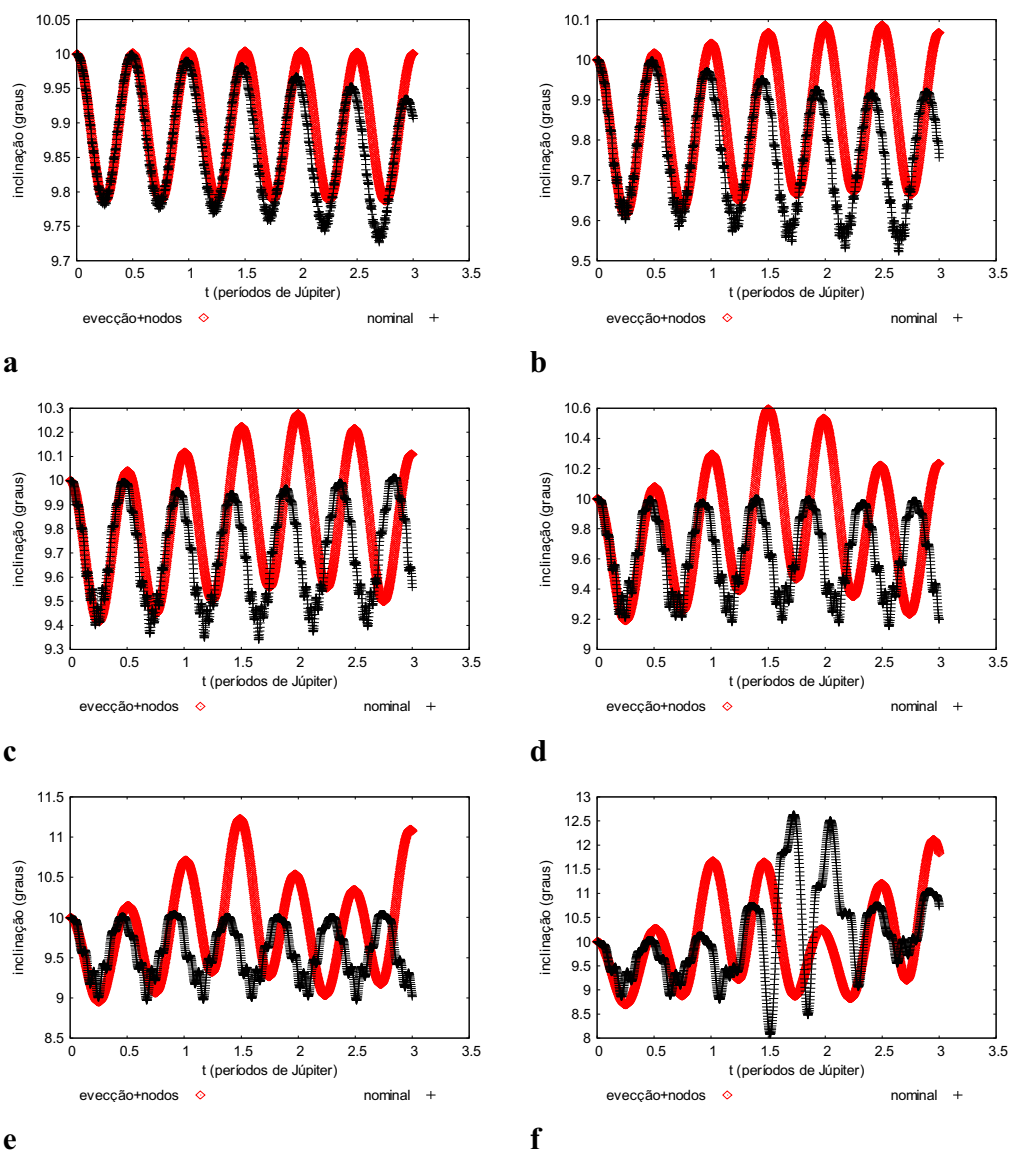 10.05
10
9.95
9.9
9.85
9.8
9.75
9.7
inclinação (graus)
0 0.5 1 1.5 2 2.5 3 3.5
t (períodos de Júpiter)
evecção+nodos nominal
a
10.1
10
9.9
9.8
9.7
9.6
9.5
inclinação (graus)
0 0.5 1 1.5 2 2.5 3 3.5
t (períodos de Júpiter)
evecção+nodos nominal
b
10.3
10.2
10.1
10
9.9
9.8
9.7
9.6
9.5
9.4
9.3
inclinação (graus)
0 0.5 1 1.5 2 2.5 3 3.5
t (períodos de Júpiter)
evecção+nodos nominal
c
10.6
10.4
10.2
10
9.8
9.6
9.4
9.2
9
inclinação (graus)
0 0.5 1 1.5 2 2.5 3 3.5
t (períodos de Júpiter)
evecção+nodos nominal
d
11.5
11
10.5
10
9.5
9
8.5
inclinação (graus)
0 0.5 1 1.5 2 2.5 3 3.5
t (períodos de Júpiter)
evecção+nodos nominal
e
13
12.5
12
11.5
11
10.5
10
9.5
9
8.5
8
inclinação (graus)
0 0.5 1 1.5 2 2.5 3 3.5
t (períodos de Júpiter)
evecção+nodos nominal
f